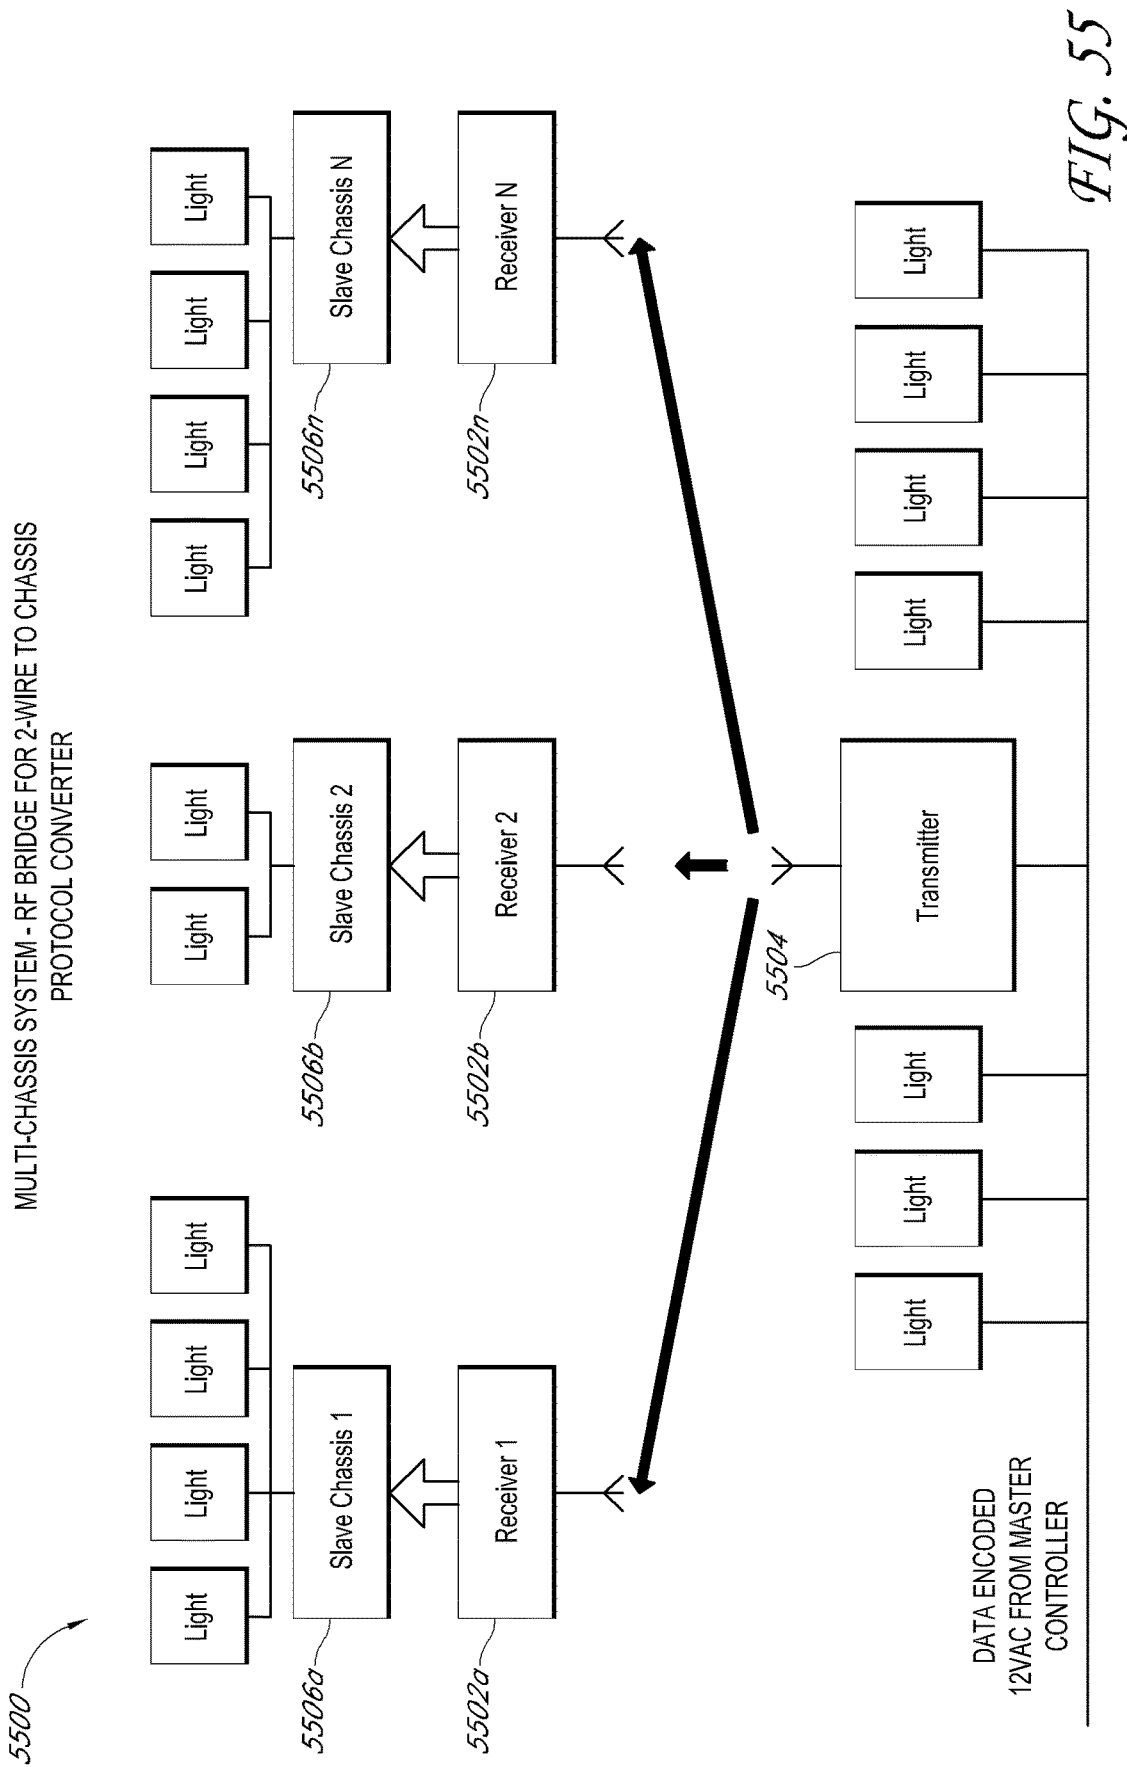 5500
MULTI-CHASSIS SYSTEM - RF BRIDGE FOR 2-WIRE TO CHASSIS
PROTOCOL CONVERTER
Light
Light
Light
Light
Light
Light
Light
Light
Light
Light
5506a
Slave Chassis 1
5506b
Slave Chassis 2
5506n
Slave Chassis N
5502a
Receiver 1
5502b
Receiver 2
5502n
Receiver N
5504
Transmitter
Light
Light
Light
Light
Light
Light
Light
DATA ENCODED
12VAC FROM MASTER
CONTROLLER
FIG. 55